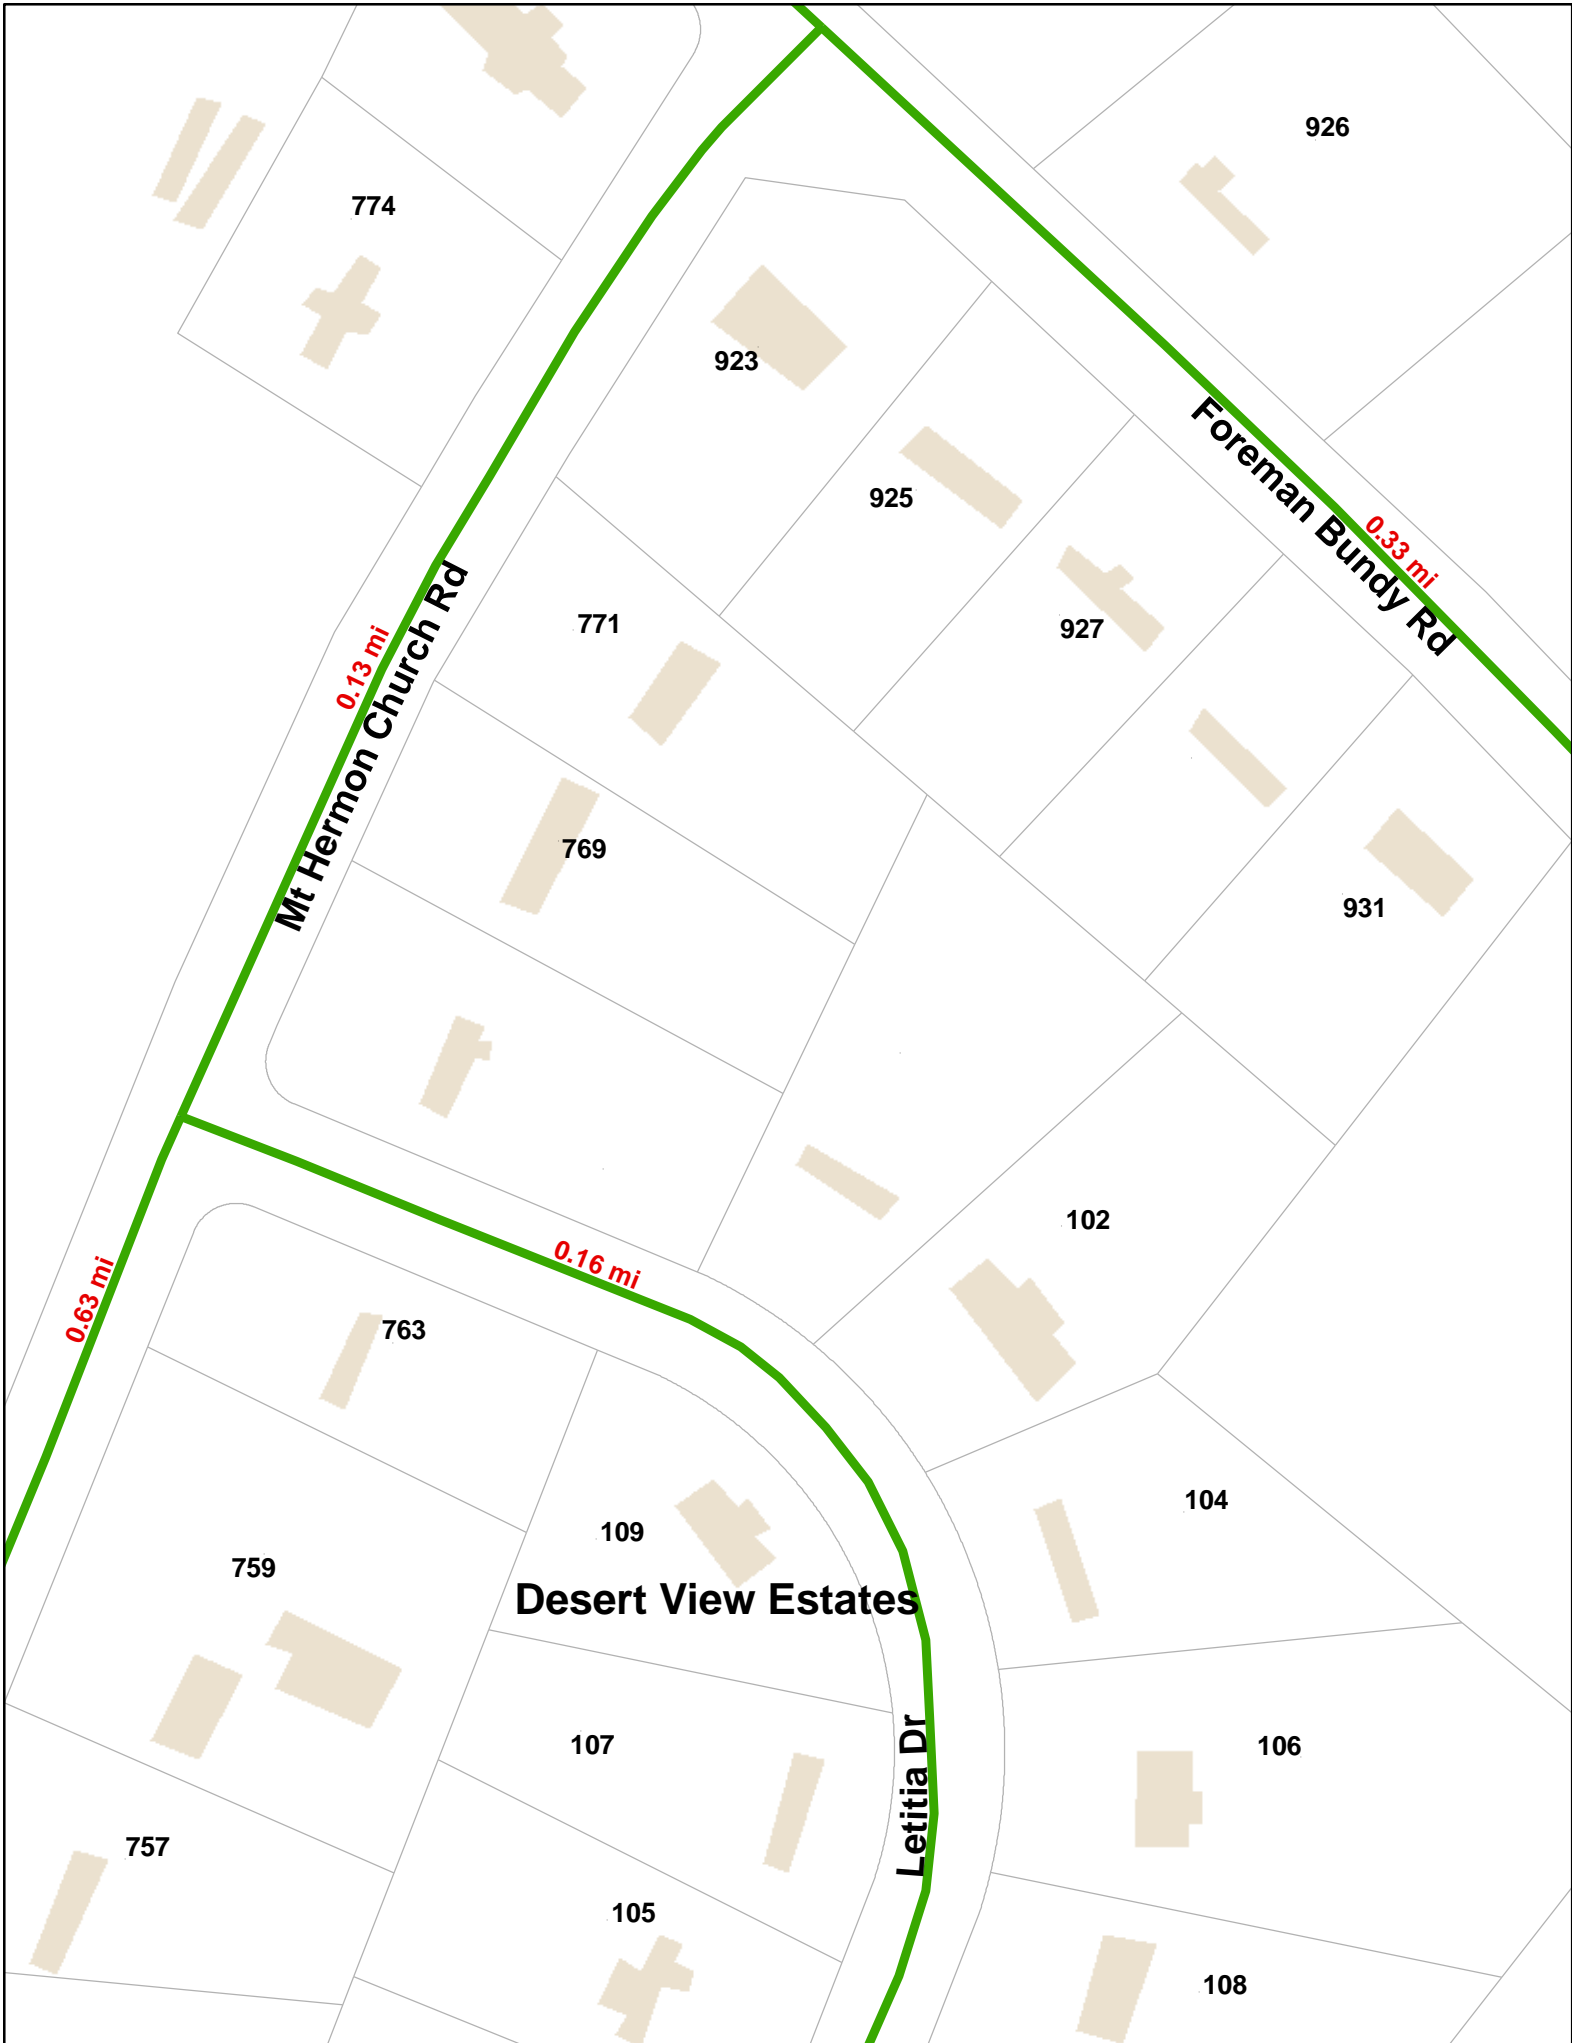 926
774
923
925
Foreman Bundy Rd
0.33 mi
927
771
0.13 mi
Mt Hermon Church Rd
769
931
102
0.16 mi
0.63 mi
763
104
109
759
Desert View Estates
107
106
Letitia Dr
757
105
108